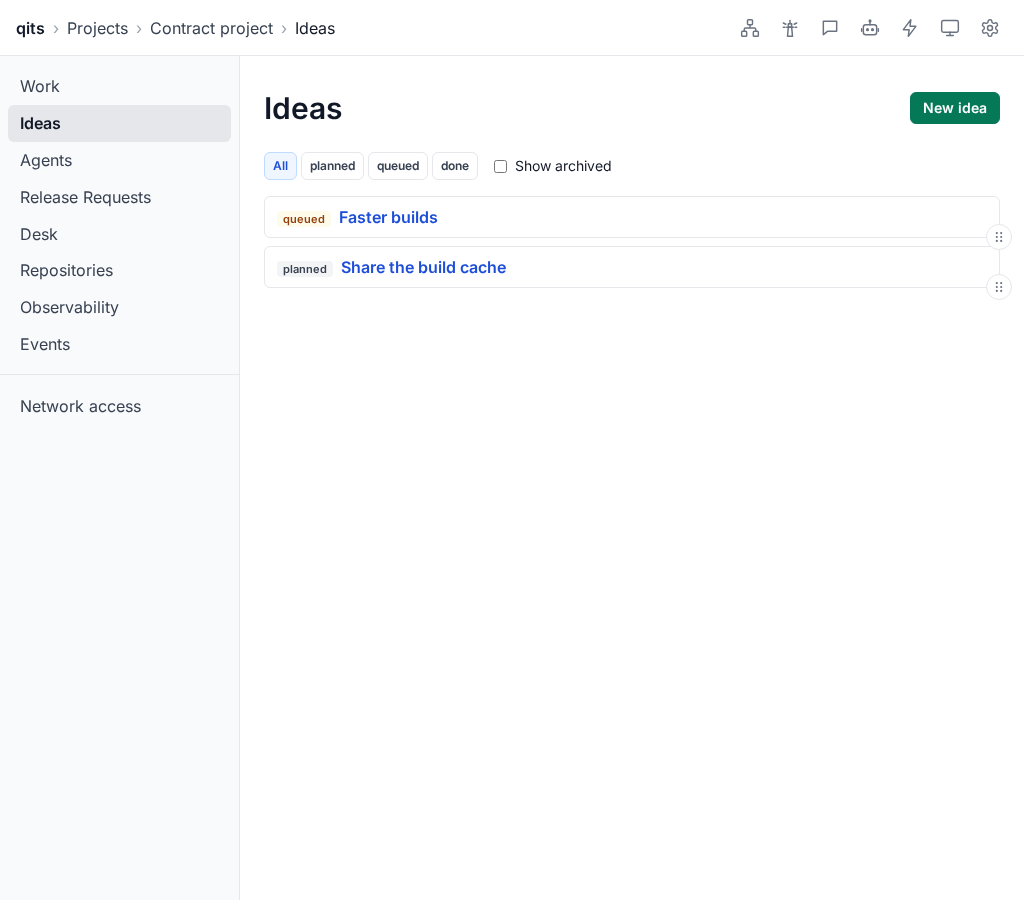 qits › Projects › Contract project › Ideas
Work
Ideas
Agents
Release Requests
Desk
Repositories
Observability
Events
Network access
Ideas
New idea
All planned queued done Show archived
queued Faster builds
planned Share the build cache